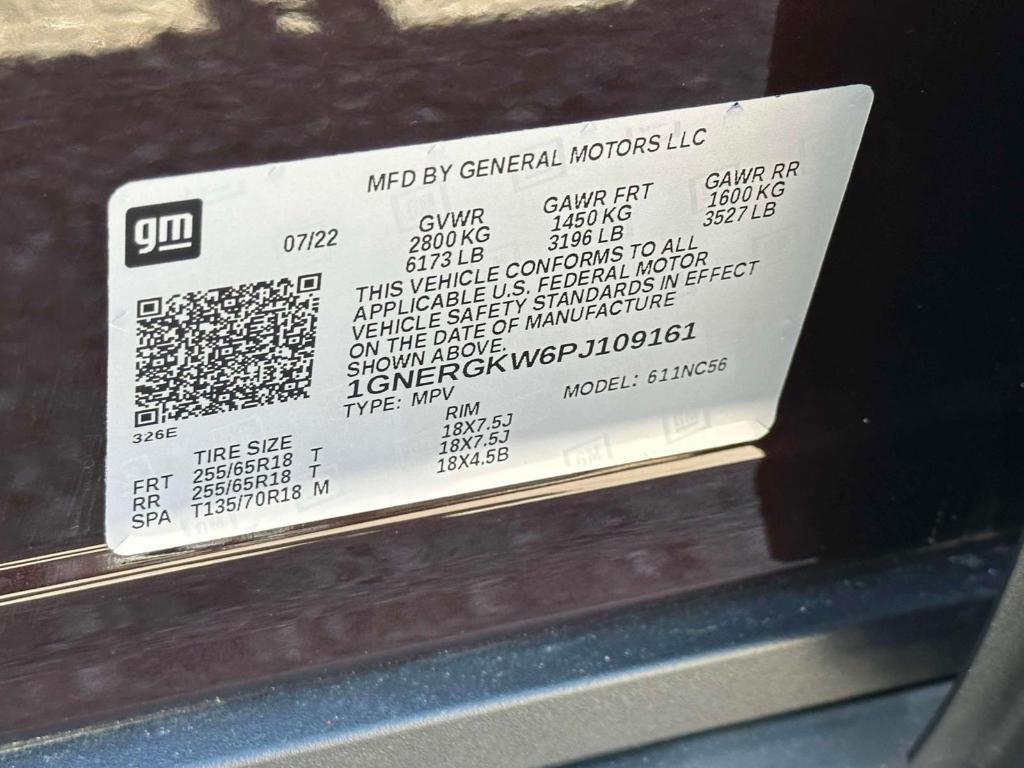 MFD BY GENERAL MOTORS LLC
gm
07/22
GVWR
2800 KG
6173 LB
GAWR FRT
1450 KG
3196 LB
GAWR RR
1600 KG
3527 LB
THIS VEHICLE CONFORMS TO ALL
APPLICABLE U.S. FEDERAL MOTOR
VEHICLE SAFETY STANDARDS IN EFFECT
ON THE DATE OF MANUFACTURE
SHOWN ABOVE.
1GNERGKW6PJ109161
TYPE: MPV
MODEL: 611NC56
326E
TIRE SIZE RIM
FRT 255/65R18 T 18X7.5J
RR 255/65R18 T 18X7.5J
SPA T135/70R18 M 18X4.5B